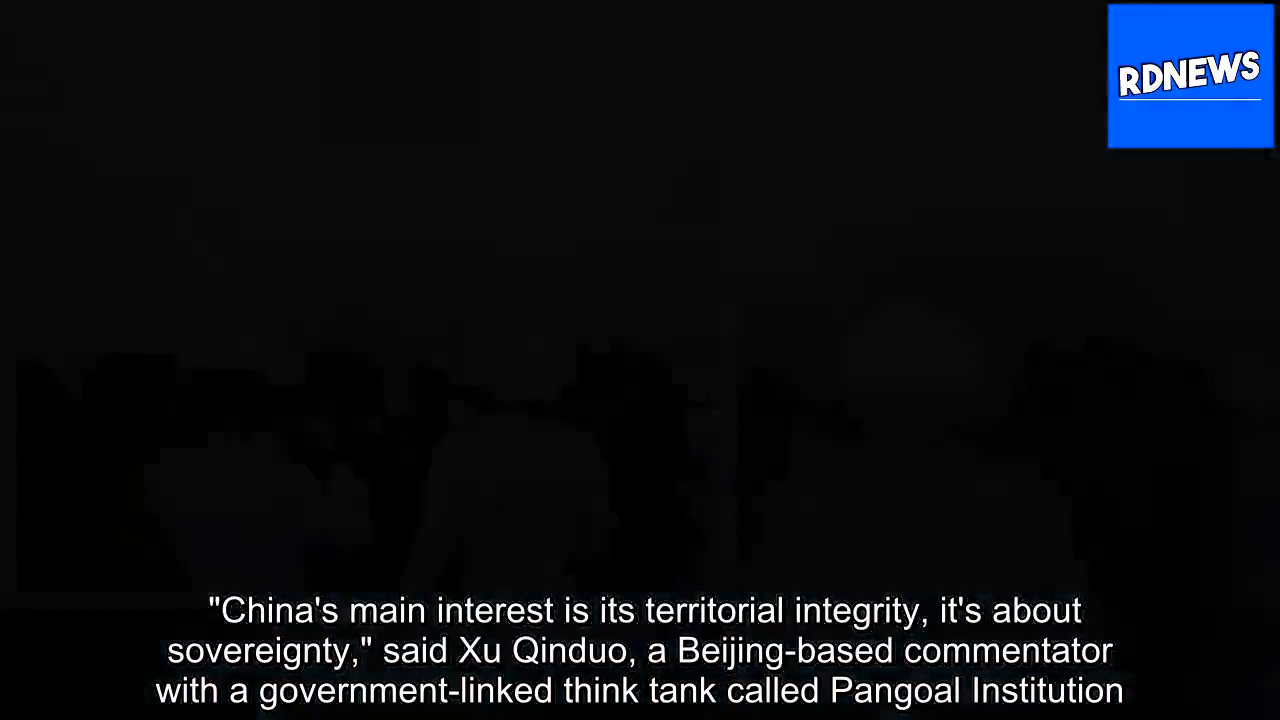 RDNEWS
"China's main interest is its territorial integrity, it's about
sovereignty," said Xu Qinduo, a Beijing-based commentator
with a government-linked think tank called Pangoal Institution